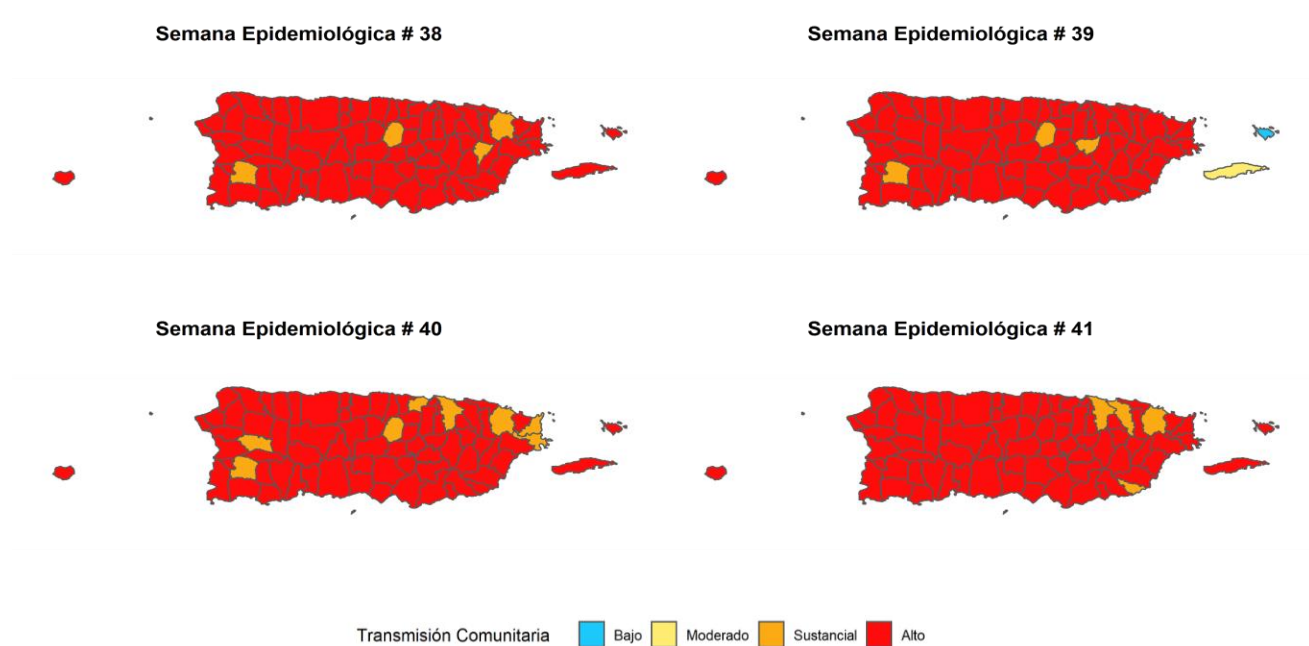 Semana Epidemiológica # 38
Semana Epidemiológica # 39
Semana Epidemiológica # 40
Semana Epidemiológica # 41
Transmisión Comunitaria Bajo Moderado Sustancial Alto